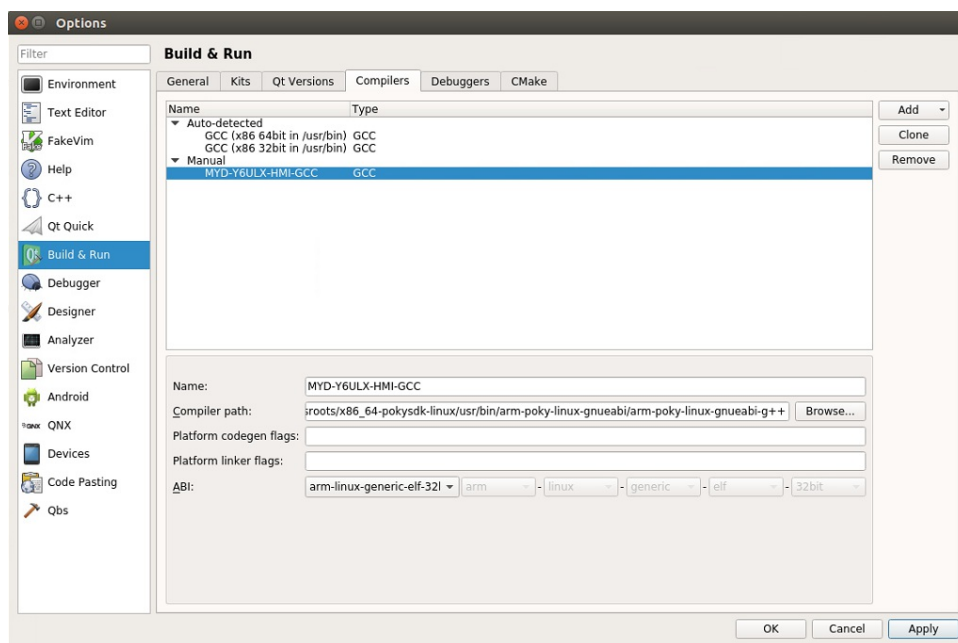 Options
Filter
Build & Run
Environment
Text Editor
FakeVim
Help
C++
Qt Quick
Build & Run
Debugger
Designer
Analyzer
Version Control
Android
QNX
Devices
Code Pasting
Qbs
General Kits Qt Versions Compilers Debuggers CMake
Name Type
Auto-detected
GCC (x86 64bit in /usr/bin) GCC
GCC (x86 32bit in /usr/bin) GCC
Manual
MYD-Y6ULX-HMI-GCC GCC
Add
Clone
Remove
Name: MYD-Y6ULX-HMI-GCC
Compiler path: sroots/x86_64-pokysdk-linux/usr/bin/arm-poky-linux-gnueabi/arm-poky-linux-gnueabi-g++ Browse...
Platform codegen flags:
Platform linker flags:
ABI: arm-linux-generic-elf-32l arm - linux - generic - elf - 32bit
OK Cancel Apply